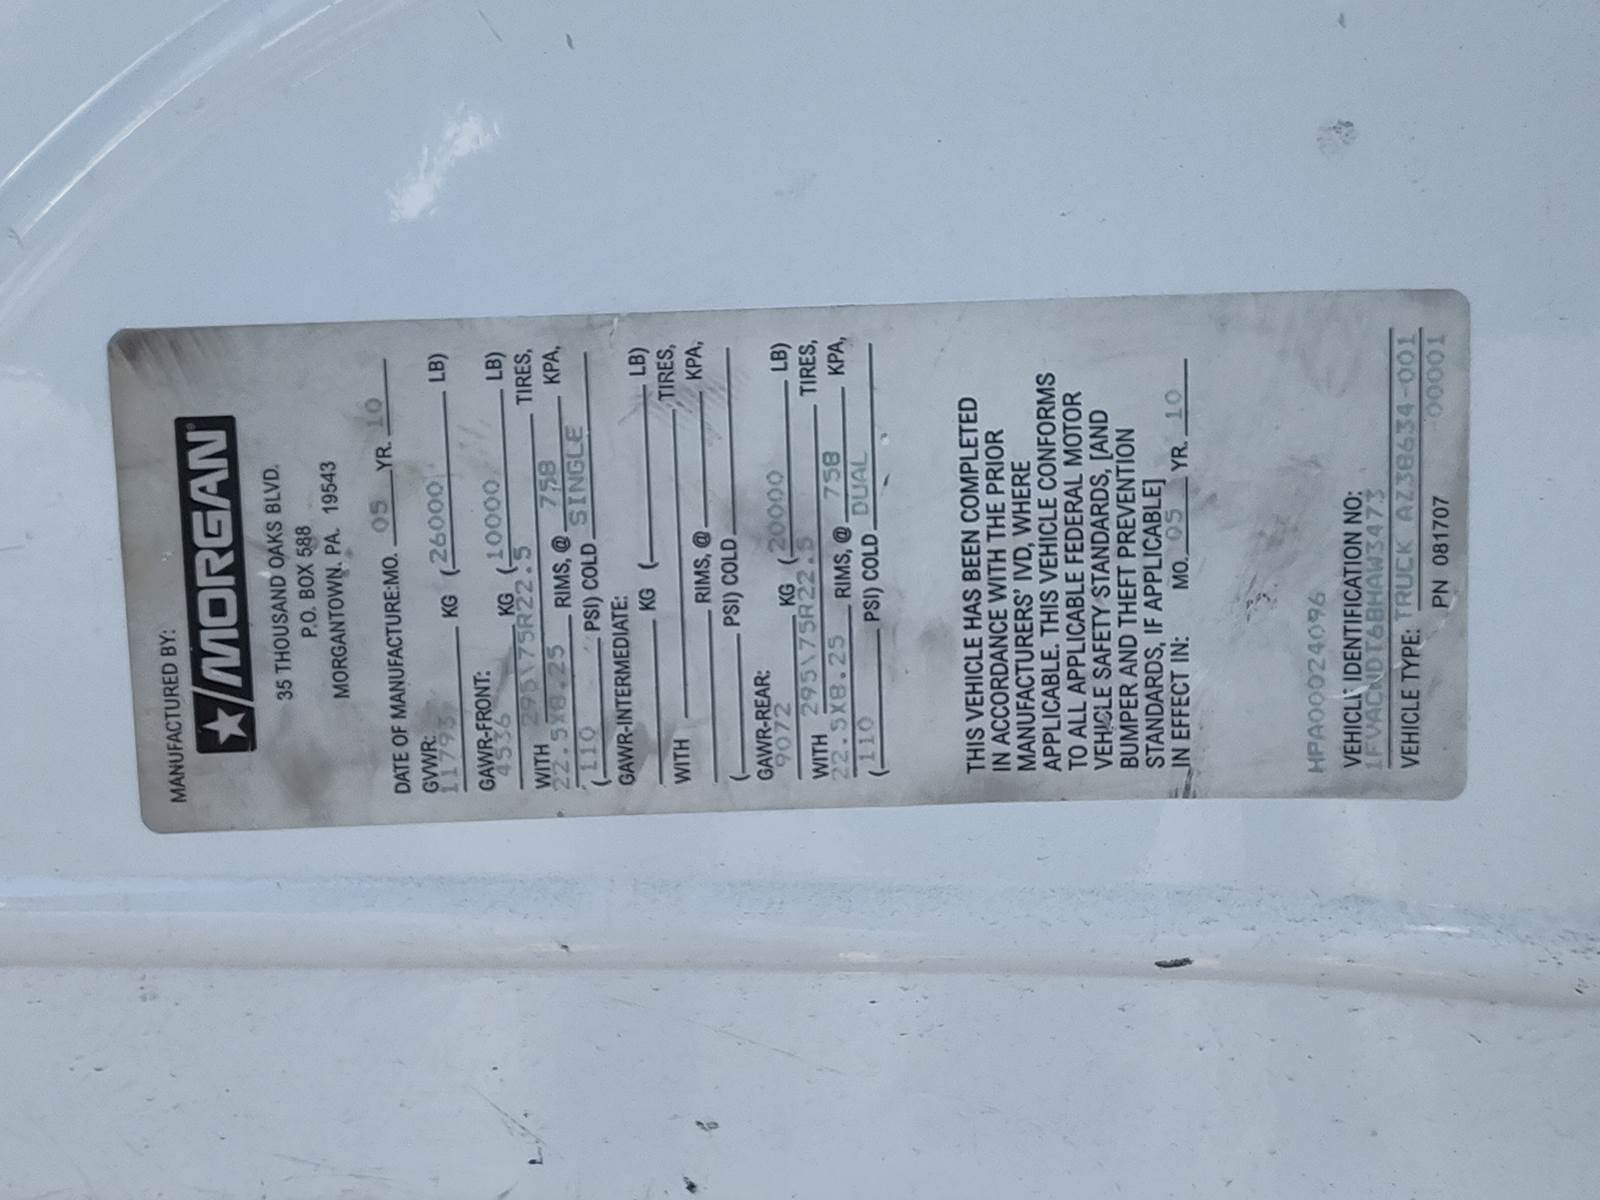 MANUFACTURED BY:
MORGAN
35 THOUSAND OAKS BLVD.
P.O. BOX 588
MORGANTOWN, PA. 19543
DATE OF MANUFACTURE:MO. 05 YR. 10
GVWR:
11793 KG (26000 LB)
GAWR-FRONT:
4536 KG (10000 LB)
WITH 295\75R22.5 TIRES,
22.5X8.25 RIMS, @ 758 KPA,
(110 PSI) COLD SINGLE
GAWR-INTERMEDIATE:
KG ( LB)
WITH TIRES,
RIMS, @ KPA,
( PSI) COLD
GAWR-REAR:
9072 KG (20000 LB)
WITH 295\75R22.5 TIRES,
22.5X8.25 RIMS, @ 758 KPA,
(110 PSI) COLD DUAL
THIS VEHICLE HAS BEEN COMPLETED
IN ACCORDANCE WITH THE PRIOR
MANUFACTURERS' IVD, WHERE
APPLICABLE. THIS VEHICLE CONFORMS
TO ALL APPLICABLE FEDERAL MOTOR
VEHICLE SAFETY STANDARDS, [AND
BUMPER AND THEFT PREVENTION
STANDARDS, IF APPLICABLE]
IN EFFECT IN: MO. 05 YR. 10
HPA00024096
VEHICLE IDENTIFICATION NO:
1FVACWDT6BHAW3473
VEHICLE TYPE: TRUCK AZ38634-001
PN 081707 00001